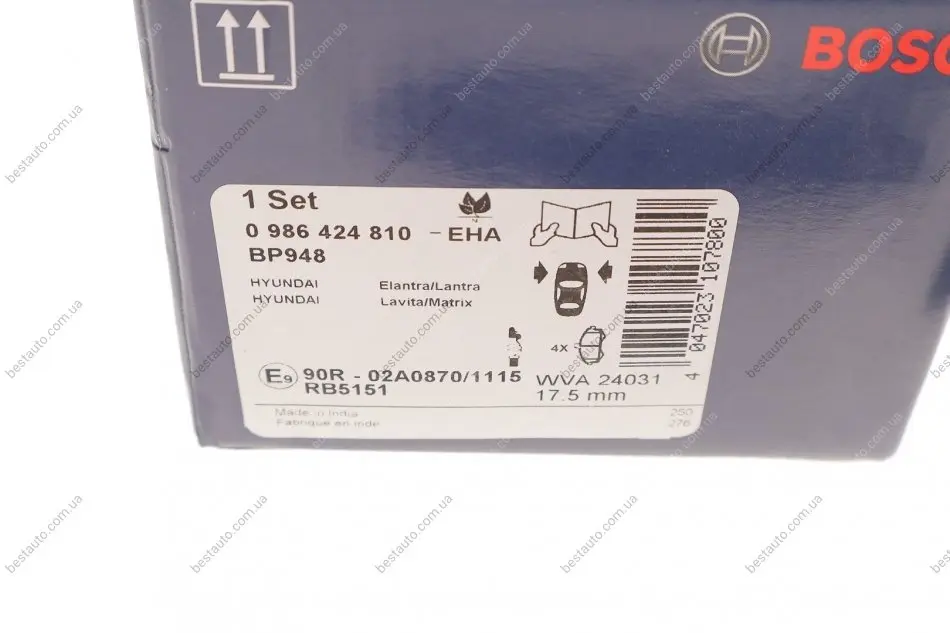 BOSC
1 Set
0 986 424 810 - EHA
BP948
HYUNDAI Elantra/Lantra
HYUNDAI Lavita/Matrix
4X
E9 90R - 02A0870/1115 WVA 24031
RB5151 17.5 mm
4 047023 107800
Made in India
Fabriqué en Inde
276
bestauto.com.ua